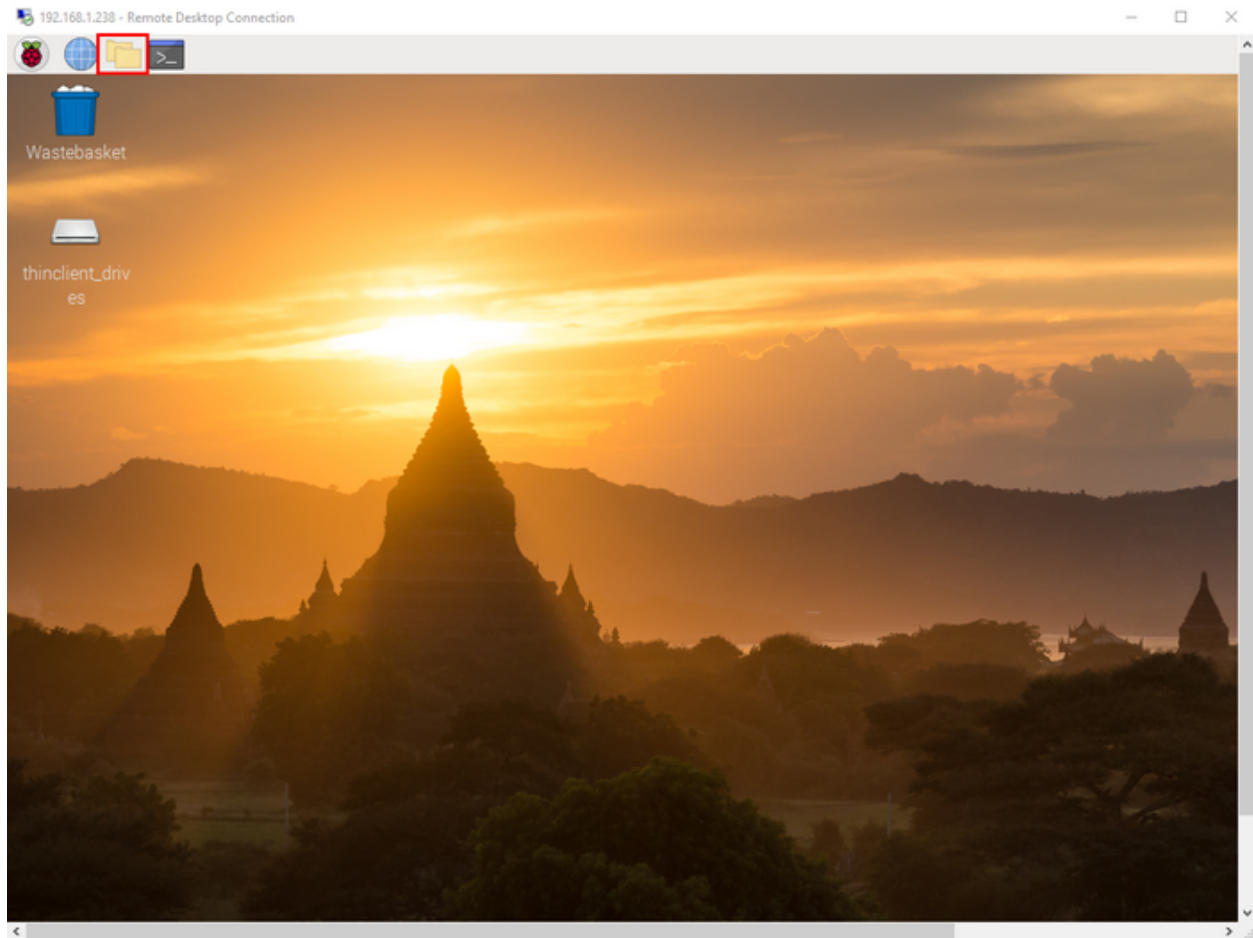 192.168.1.238 - Remote Desktop Connection
>_
Wastebasket
thinclient_driv
es